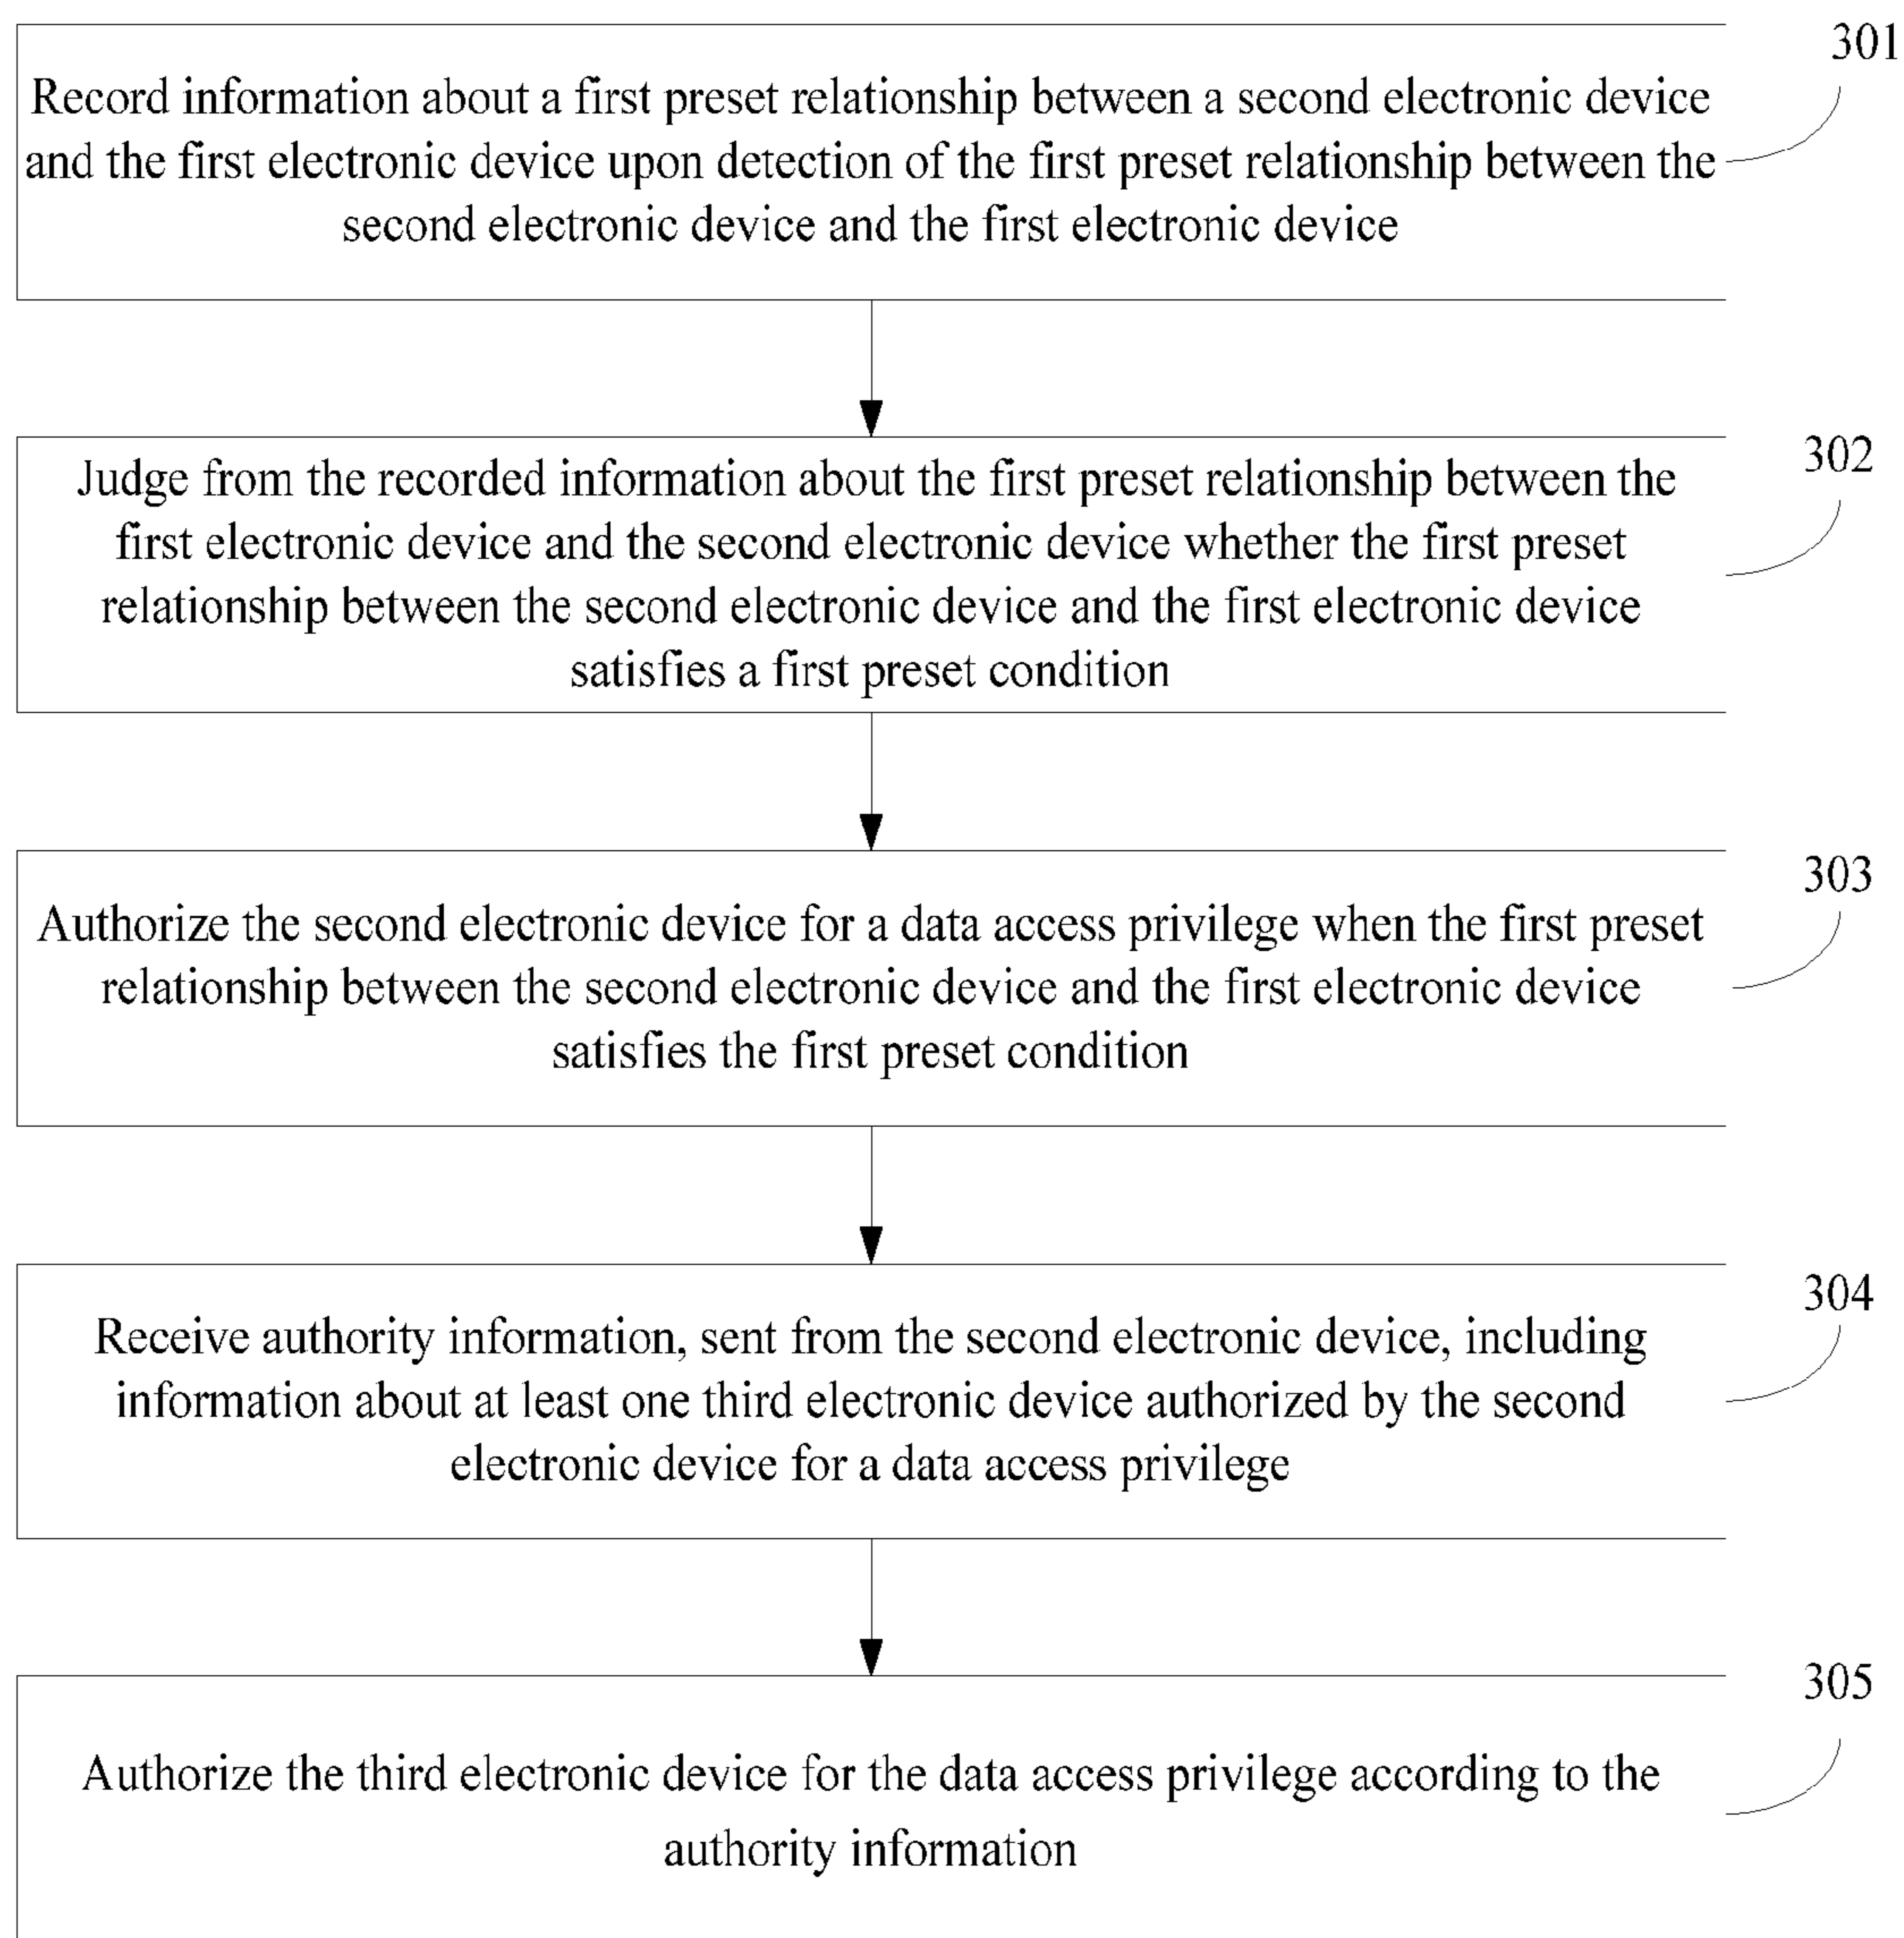 301
Record information about a first preset relationship between a second electronic device
and the first electronic device upon detection of the first preset relationship between the
second electronic device and the first electronic device
302
Judge from the recorded information about the first preset relationship between the
first electronic device and the second electronic device whether the first preset
relationship between the second electronic device and the first electronic device
satisfies a first preset condition
303
Authorize the second electronic device for a data access privilege when the first preset
relationship between the second electronic device and the first electronic device
satisfies the first preset condition
304
Receive authority information, sent from the second electronic device, including
information about at least one third electronic device authorized by the second
electronic device for a data access privilege
305
Authorize the third electronic device for the data access privilege according to the
authority information